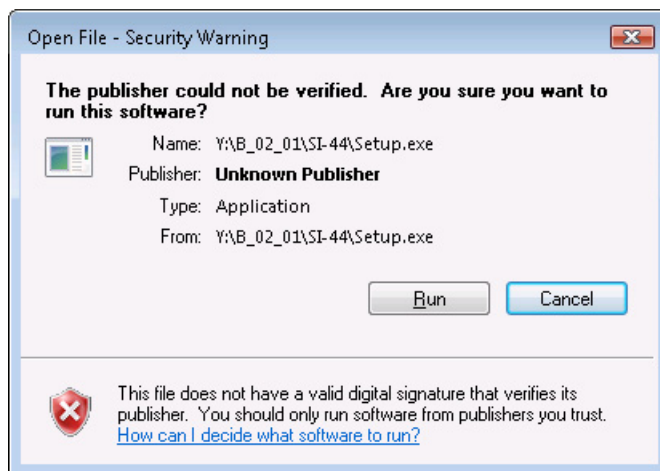 Open File - Security Warning
The publisher could not be verified. Are you sure you want to
run this software?
Name: Y:\B_02_01\SI-44\Setup.exe
Publisher: Unknown Publisher
Type: Application
From: Y:\B_02_01\SI-44\Setup.exe
Run Cancel
This file does not have a valid digital signature that verifies its
publisher. You should only run software from publishers you trust.
How can I decide what software to run?